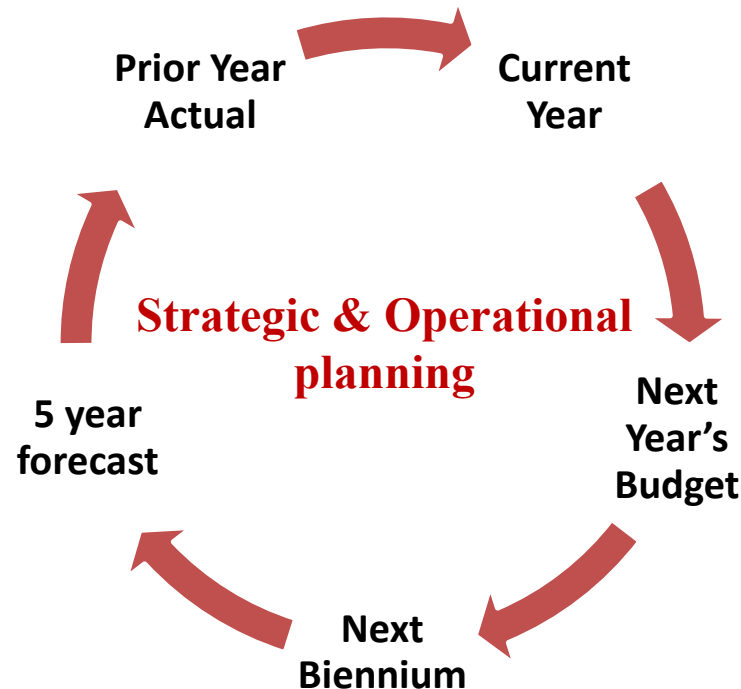 Prior Year
Actual
Current
Year
Strategic & Operational
planning
Next
Year’s
Budget
5 year
forecast
Next
Biennium